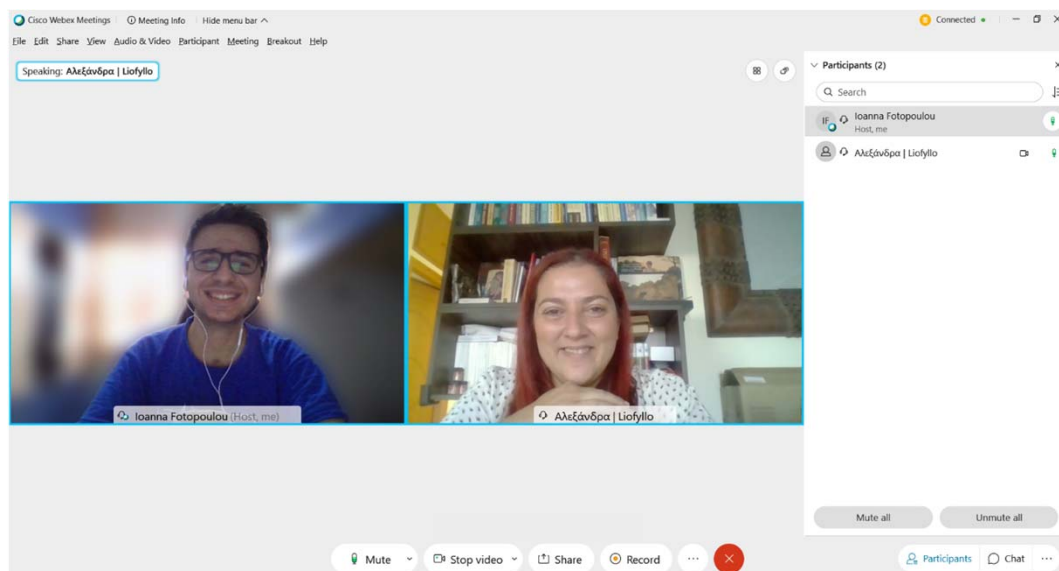 Cisco Webex Meetings Meeting Info Hide menu bar Connected
File Edit Share View Audio & Video Participant Meeting Breakout Help
Speaking: Αλεξάνδρα | Liofyllo
Participants (2)
Search
IF Ioanna Fotopoulou
Host, me
Αλεξάνδρα | Liofyllo
Ioanna Fotopoulou (Host, me)
Αλεξάνδρα | Liofyllo
Mute all Unmute all
Mute Stop video Share Record ... Participants Chat ...